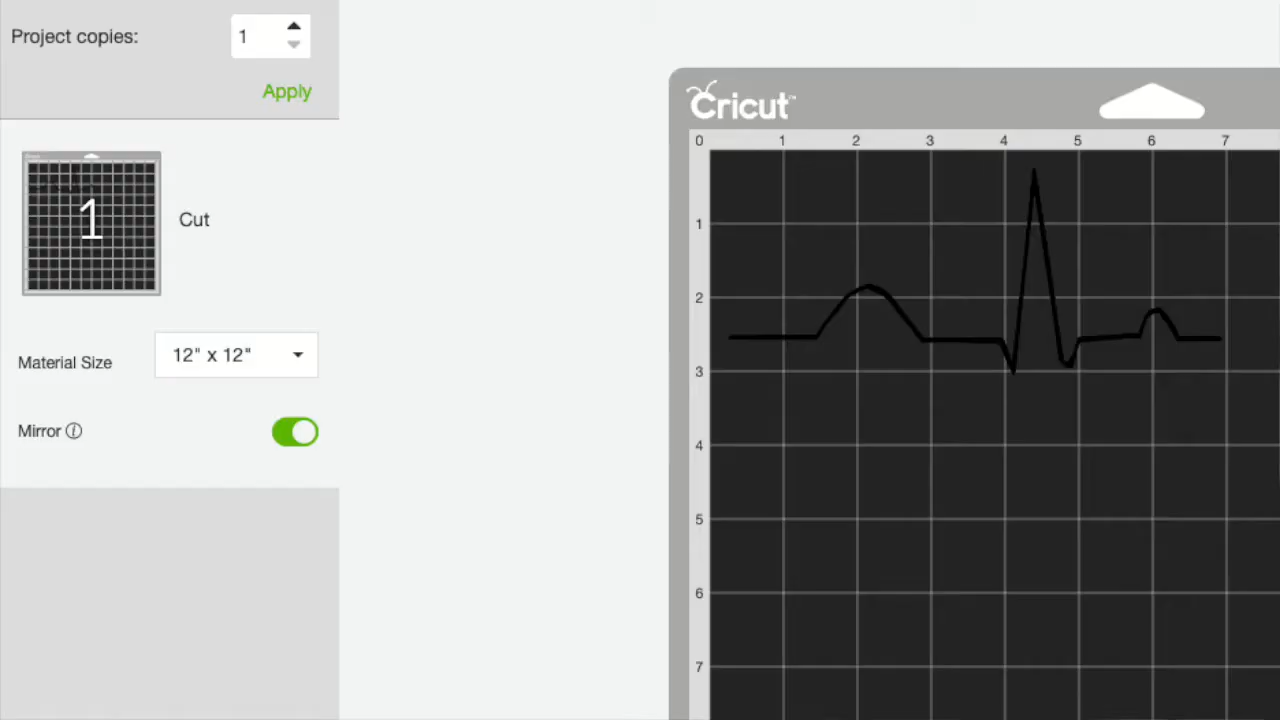 Project copies:
1
Apply
1
Cut
Material Size
12" x 12"
Mirror i
Cricut™
0 1 2 3 4 5 6 7
1
2
3
4
5
6
7